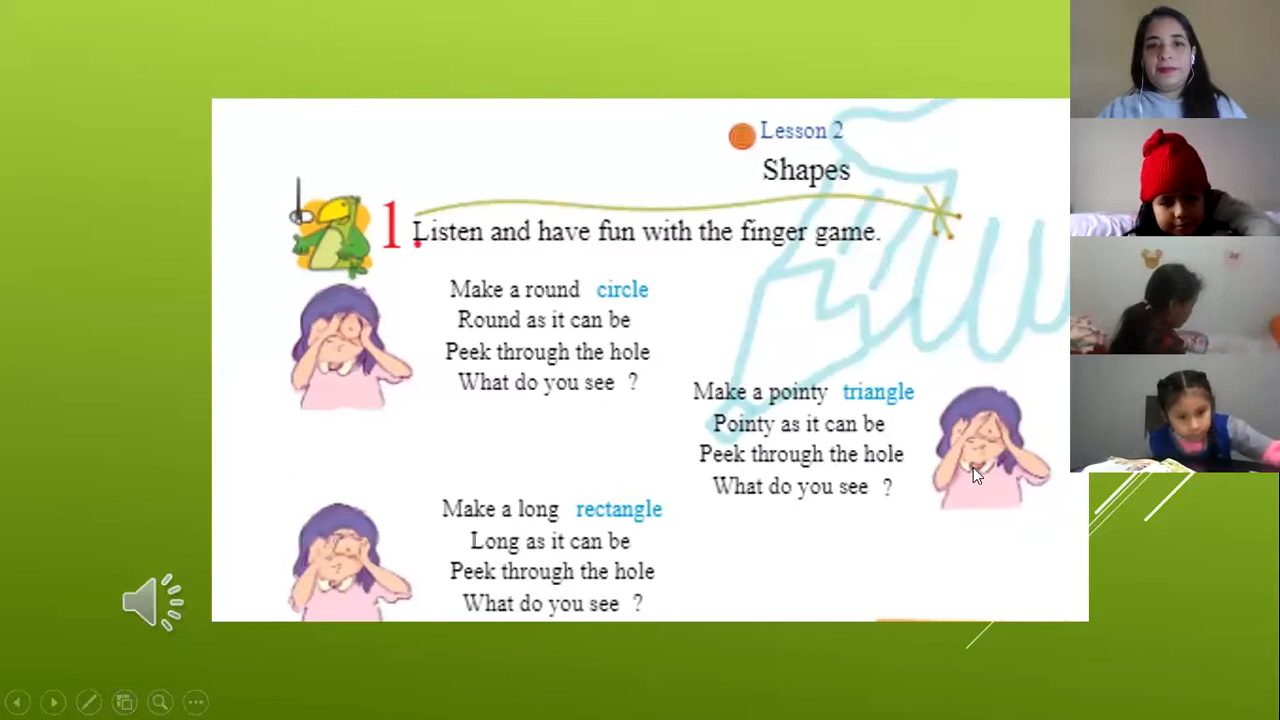 Lesson 2
Shapes
1. Listen and have fun with the finger game.
Make a round circle
Round as it can be
Peek through the hole
What do you see ?
Make a pointy triangle
Pointy as it can be
Peek through the hole
What do you see ?
Make a long rectangle
Long as it can be
Peek through the hole
What do you see ?